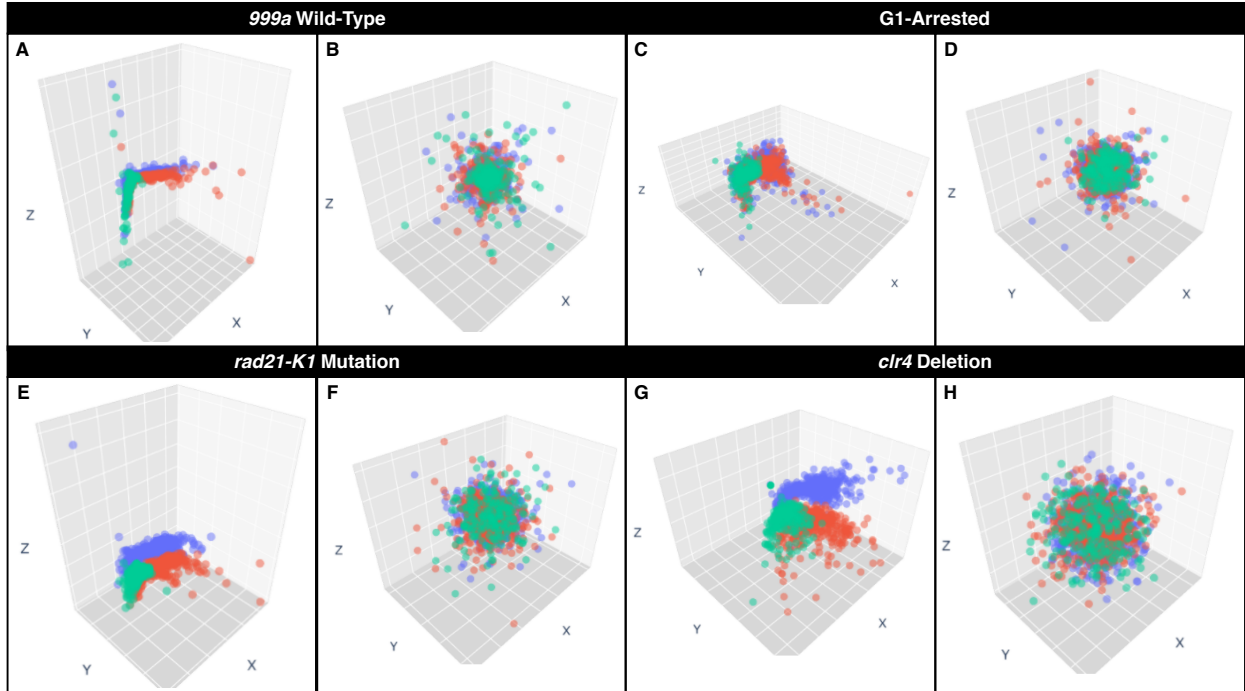 999a Wild-Type
G1-Arrested
A
B
C
D
Z
Y
X
Z
Y
X
Z
Y
X
Z
Y
X
rad21-K1 Mutation
clr4 Deletion
E
F
G
H
Z
Y
X
Z
Y
X
Z
Y
X
Z
Y
X